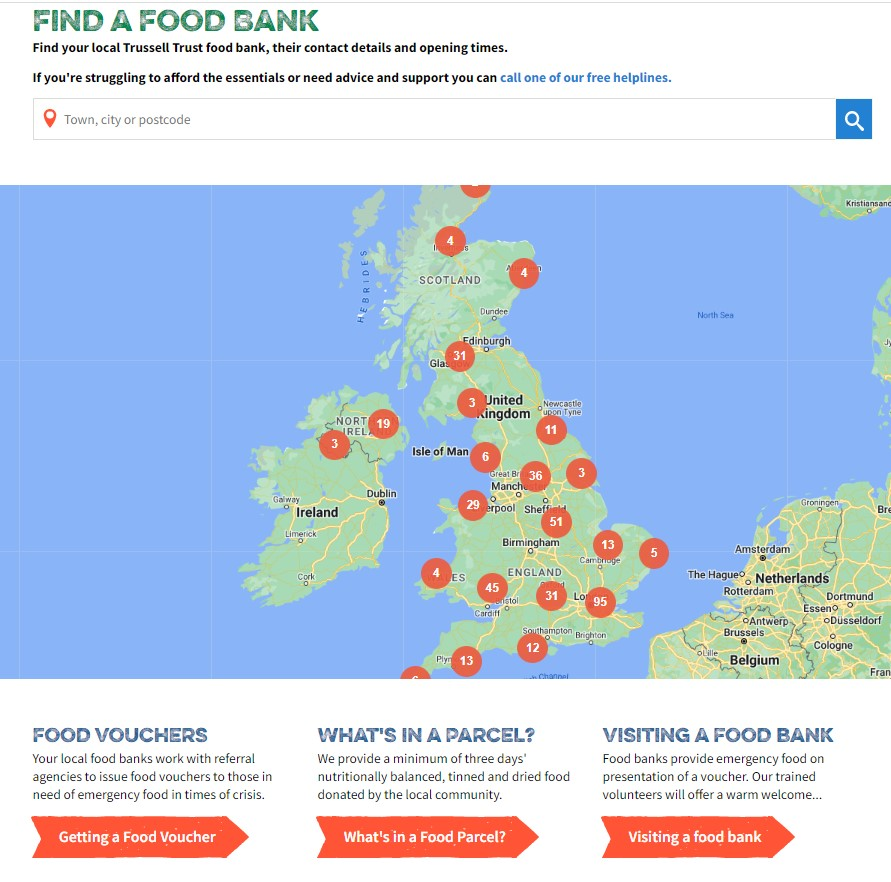 FIND A FOOD BANK
Find your local Trussell Trust food bank, their contact details and opening times.
If you're struggling to afford the essentials or need advice and support you can call one of our free helplines.
Town, city or postcode
Kristiansand
4
4
SCOTLAND
HEBRIDES
North Sea
Dundee
Edinburgh
31
3
United
Kingdom
Newcastle
upon Tyne
19
11
3
Isle of Man
6
36
3
Galway
Dublin
29
Ireland
51
Groningen
Limerick
Birmingham
13
5
Cambridge
Amsterdam
4
ENGLAND
The Hague
Netherlands
Cork
45
31
95
Rotterdam
Dortmund
Cardiff
Essen
Antwerp
Düsseldorf
Southampton
Brighton
Brussels
Lille
Cologne
12
13
Belgium
Channel
FOOD VOUCHERS
Your local food banks work with referral
agencies to issue food vouchers to those in
need of emergency food in times of crisis.
Getting a Food Voucher
WHAT'S IN A PARCEL?
We provide a minimum of three days'
nutritionally balanced, tinned and dried food
donated by the local community.
What's in a Food Parcel?
VISITING A FOOD BANK
Food banks provide emergency food on
presentation of a voucher. Our trained
volunteers will offer a warm welcome...
Visiting a food bank